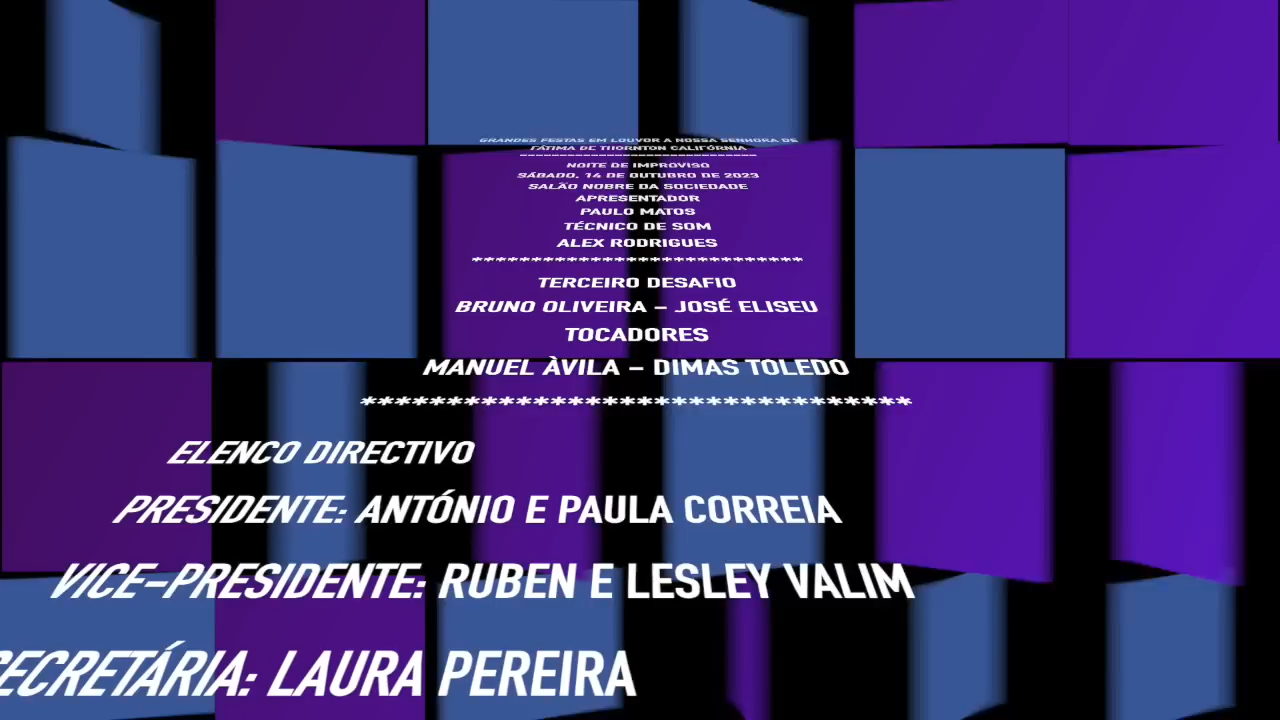 GRANDES FESTAS EM LOUVOR A NOSSA SENHORA DE
FÁTIMA DE THORNTON CALIFÓRNIA
NOITE DE IMPROVISO
SÁBADO, 14 DE OUTUBRO DE 2023
SALÃO NOBRE DA SOCIEDADE
APRESENTADOR
PAULO MATOS
TÉCNICO DE SOM
ALEX RODRIGUES
***************************
TERCEIRO DESAFIO
BRUNO OLIVEIRA – JOSÉ ELISEU
TOCADORES
MANUEL ÀVILA – DIMAS TOLEDO
********************************
ELENCO DIRECTIVO
PRESIDENTE: ANTÓNIO E PAULA CORREIA
VICE-PRESIDENTE: RUBEN E LESLEY VALIM
SECRETÁRIA: LAURA PEREIRA